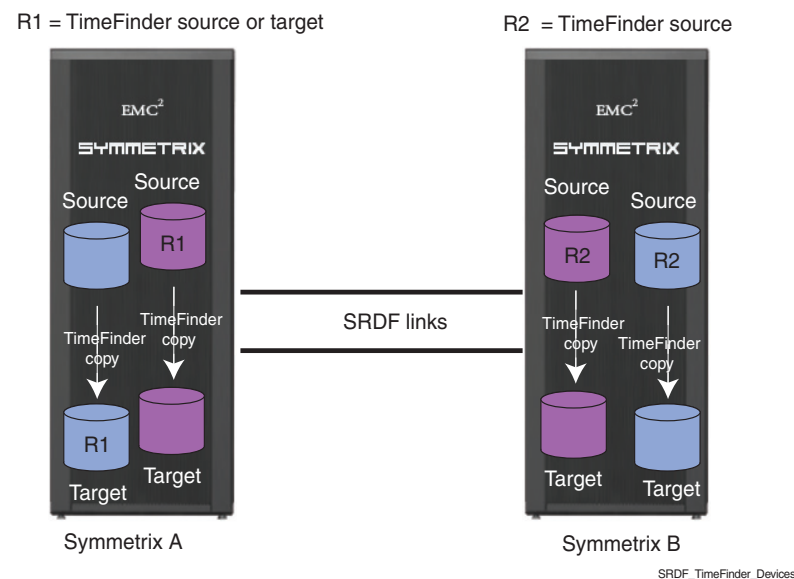 R1 = TimeFinder source or target
R2 = TimeFinder source
EMC²
SYMMETRIX
Source
Source
R1
TimeFinder
copy
TimeFinder
copy
R1
Target
Target
Symmetrix A
SRDF links
EMC²
SYMMETRIX
Source
Source
R2
R2
TimeFinder
copy
TimeFinder
copy
Target
Target
Symmetrix B
SRDF_TimeFinder_Devices